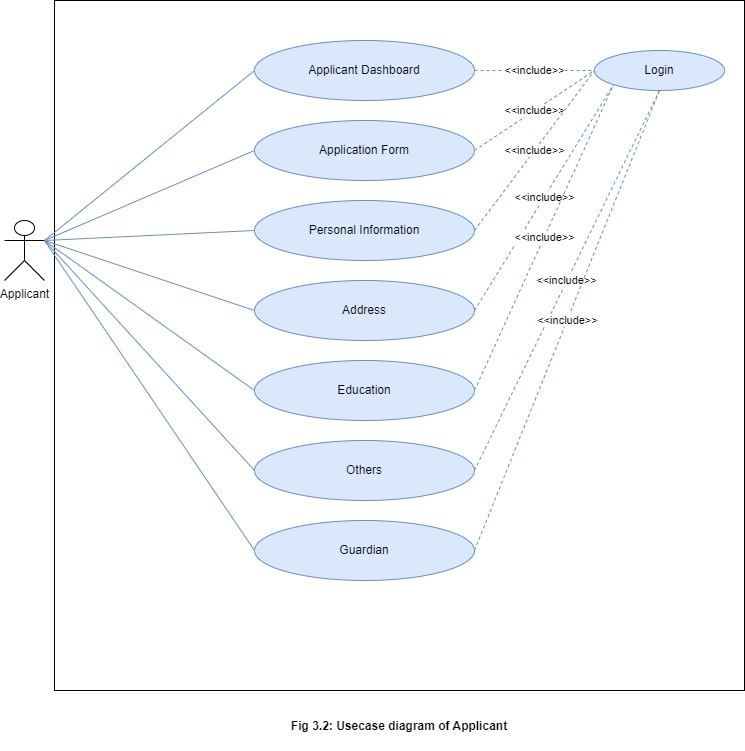 Applicant Dashboard
<<include>>
Login
<<include>>
Application Form
<<include>>
<<include>>
Personal Information
<<include>>
Applicant
<<include>>
Address
<<include>>
Education
Others
Guardian
Fig 3.2: Usecase diagram of Applicant